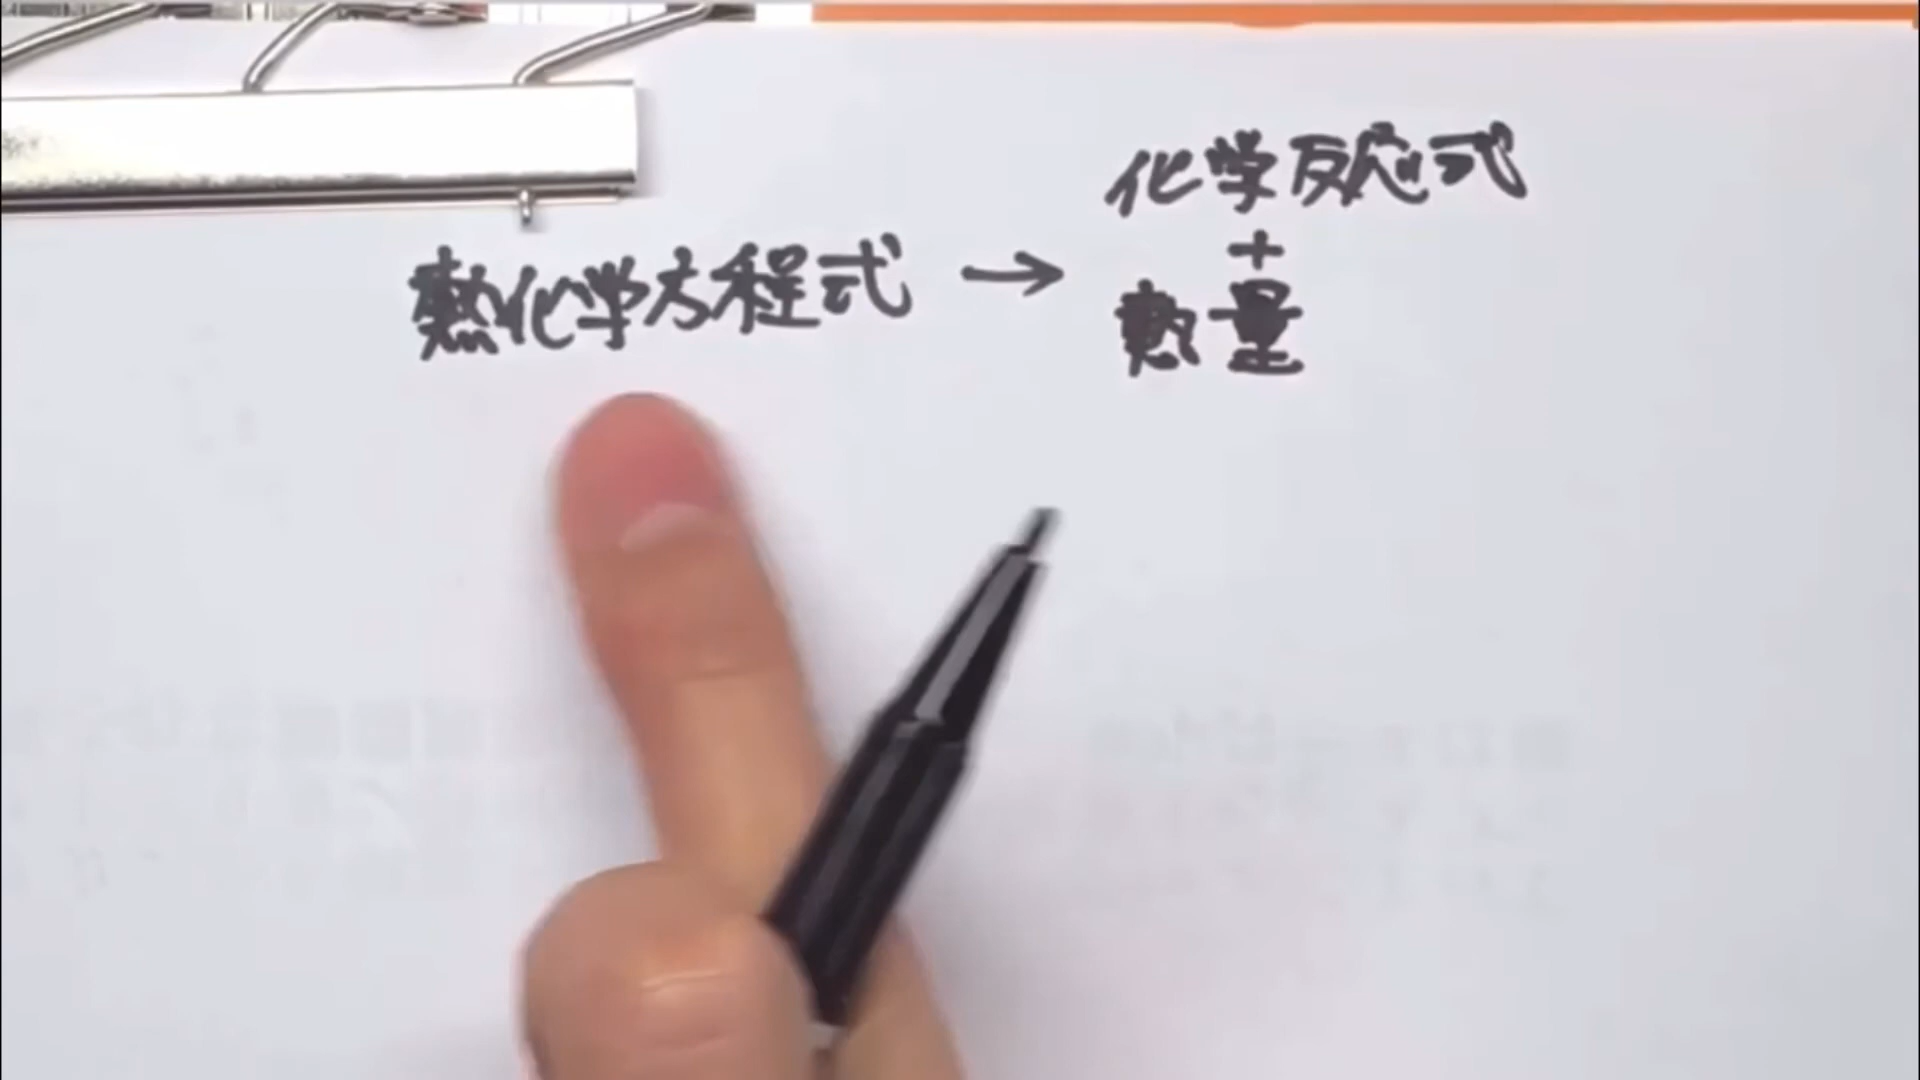 熱化学方程式 →
化学反応式
+
熱量